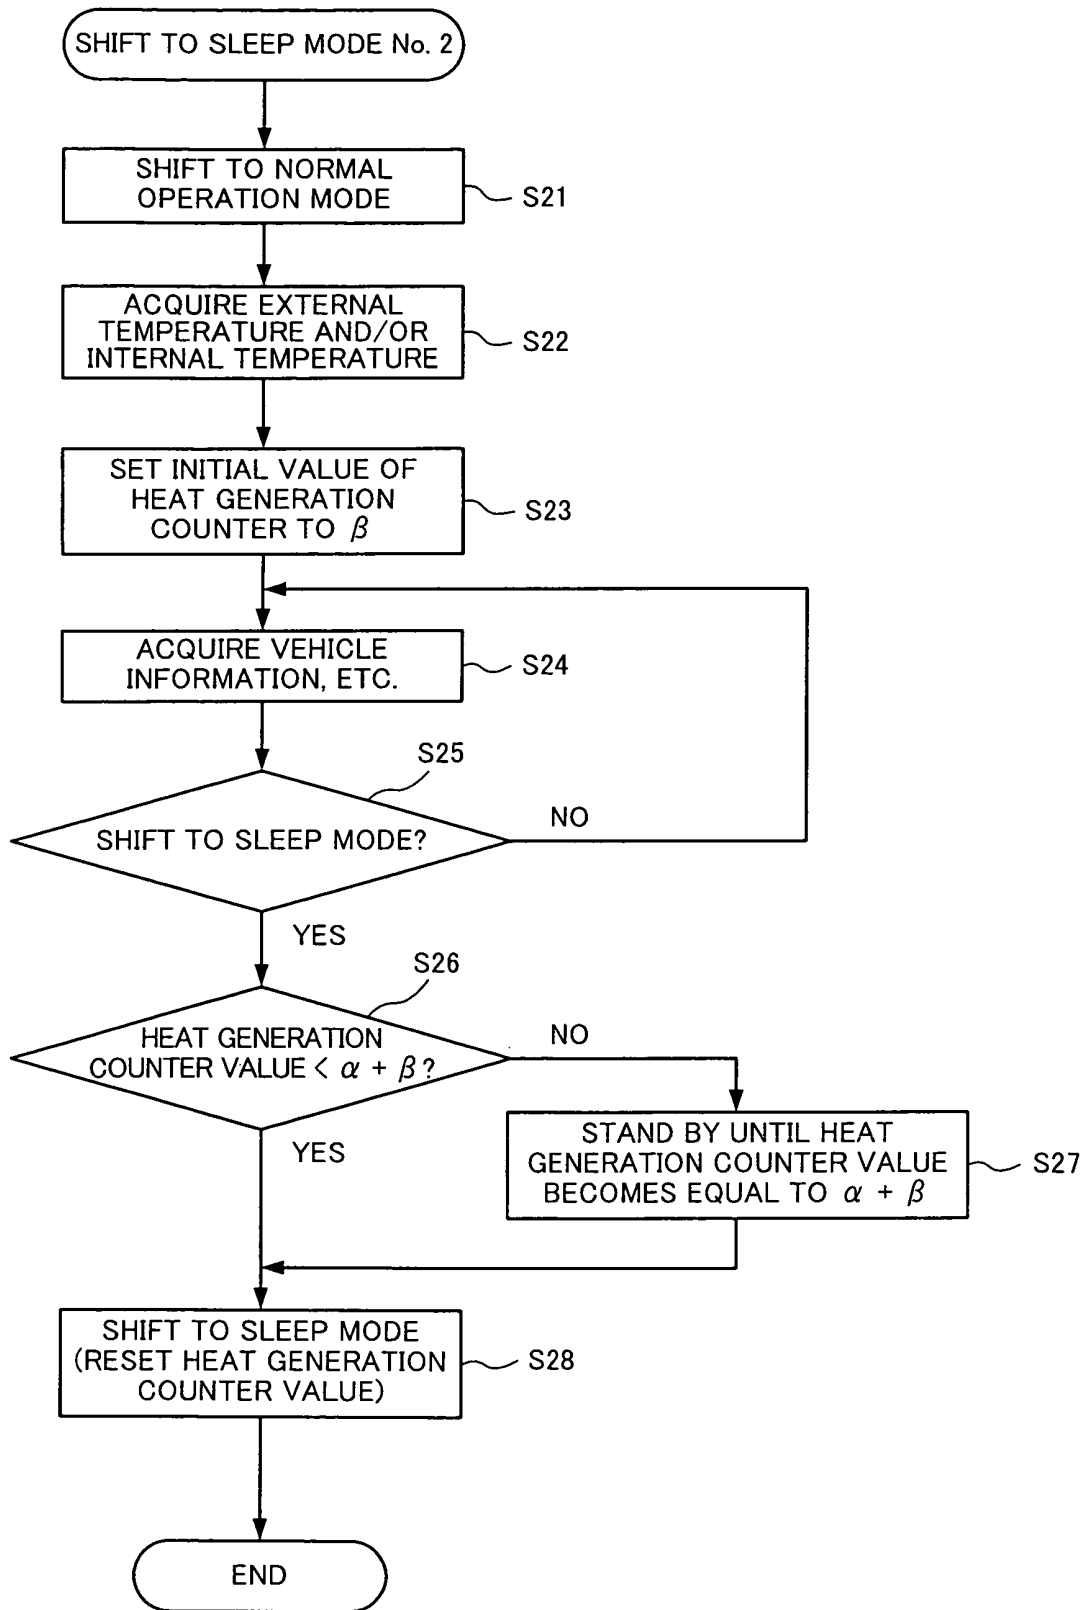 SHIFT TO SLEEP MODE No. 2
SHIFT TO NORMAL
OPERATION MODE
S21
ACQUIRE EXTERNAL
TEMPERATURE AND/OR
INTERNAL TEMPERATURE
S22
SET INITIAL VALUE OF
HEAT GENERATION
COUNTER TO β
S23
ACQUIRE VEHICLE
INFORMATION, ETC.
S24
S25
SHIFT TO SLEEP MODE?
NO
YES
S26
HEAT GENERATION
COUNTER VALUE < α + β?
NO
YES
STAND BY UNTIL HEAT
GENERATION COUNTER VALUE
BECOMES EQUAL TO α + β
S27
SHIFT TO SLEEP MODE
(RESET HEAT GENERATION
COUNTER VALUE)
S28
END